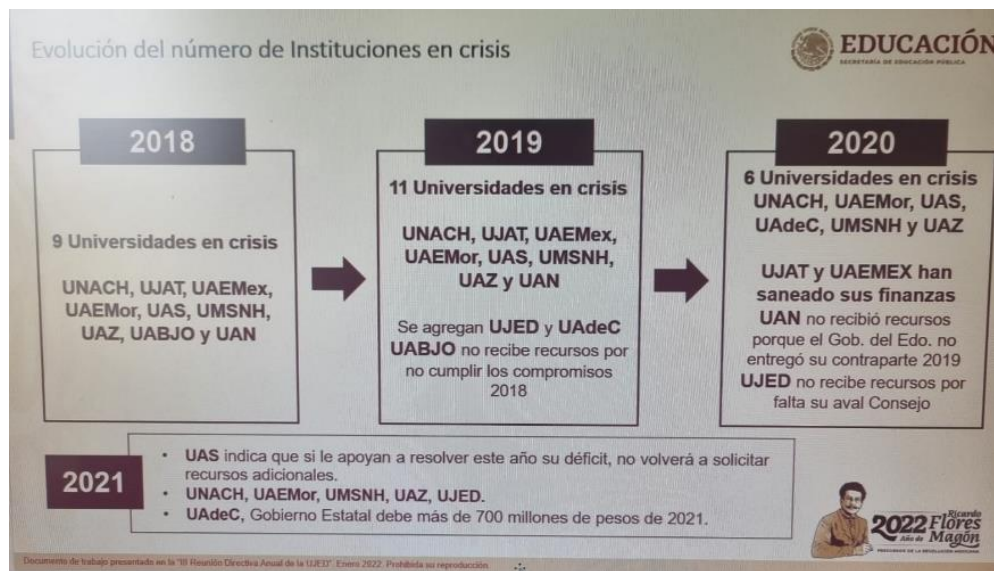 Evolución del número de Instituciones en crisis
EDUCACIÓN
SECRETARÍA DE EDUCACIÓN PÚBLICA
2018
9 Universidades en crisis
UNACH, UJAT, UAEMex,
UAEMor, UAS, UMSNH,
UAZ, UABJO y UAN
2019
11 Universidades en crisis
UNACH, UJAT, UAEMex,
UAEMor, UAS, UMSNH,
UAZ y UAN
Se agregan UJED y UAdeC
UABJO no recibe recursos por
no cumplir los compromisos
2018
2020
6 Universidades en crisis
UNACH, UAEMor, UAS,
UAdeC, UMSNH y UAZ
UJAT y UAEMEX han
saneado sus finanzas
UAN no recibió recursos
porque el Gob. del Edo. no
entregó su contraparte 2019
UJED no recibe recursos por
falta su aval Consejo
2021
• UAS indica que si le apoyan a resolver este año su déficit, no volverá a solicitar
recursos adicionales.
• UNACH, UAEMor, UMSNH, UAZ, UJED.
• UAdeC, Gobierno Estatal debe más de 700 millones de pesos de 2021.
2022 Ricardo
Año de Flores
Magón
PRECURSOR DE LA REVOLUCIÓN MEXICANA
Documento de trabajo presentado en la "III Reunión Directiva Anual de la UJED". Enero 2022. Prohibida su reproducción.